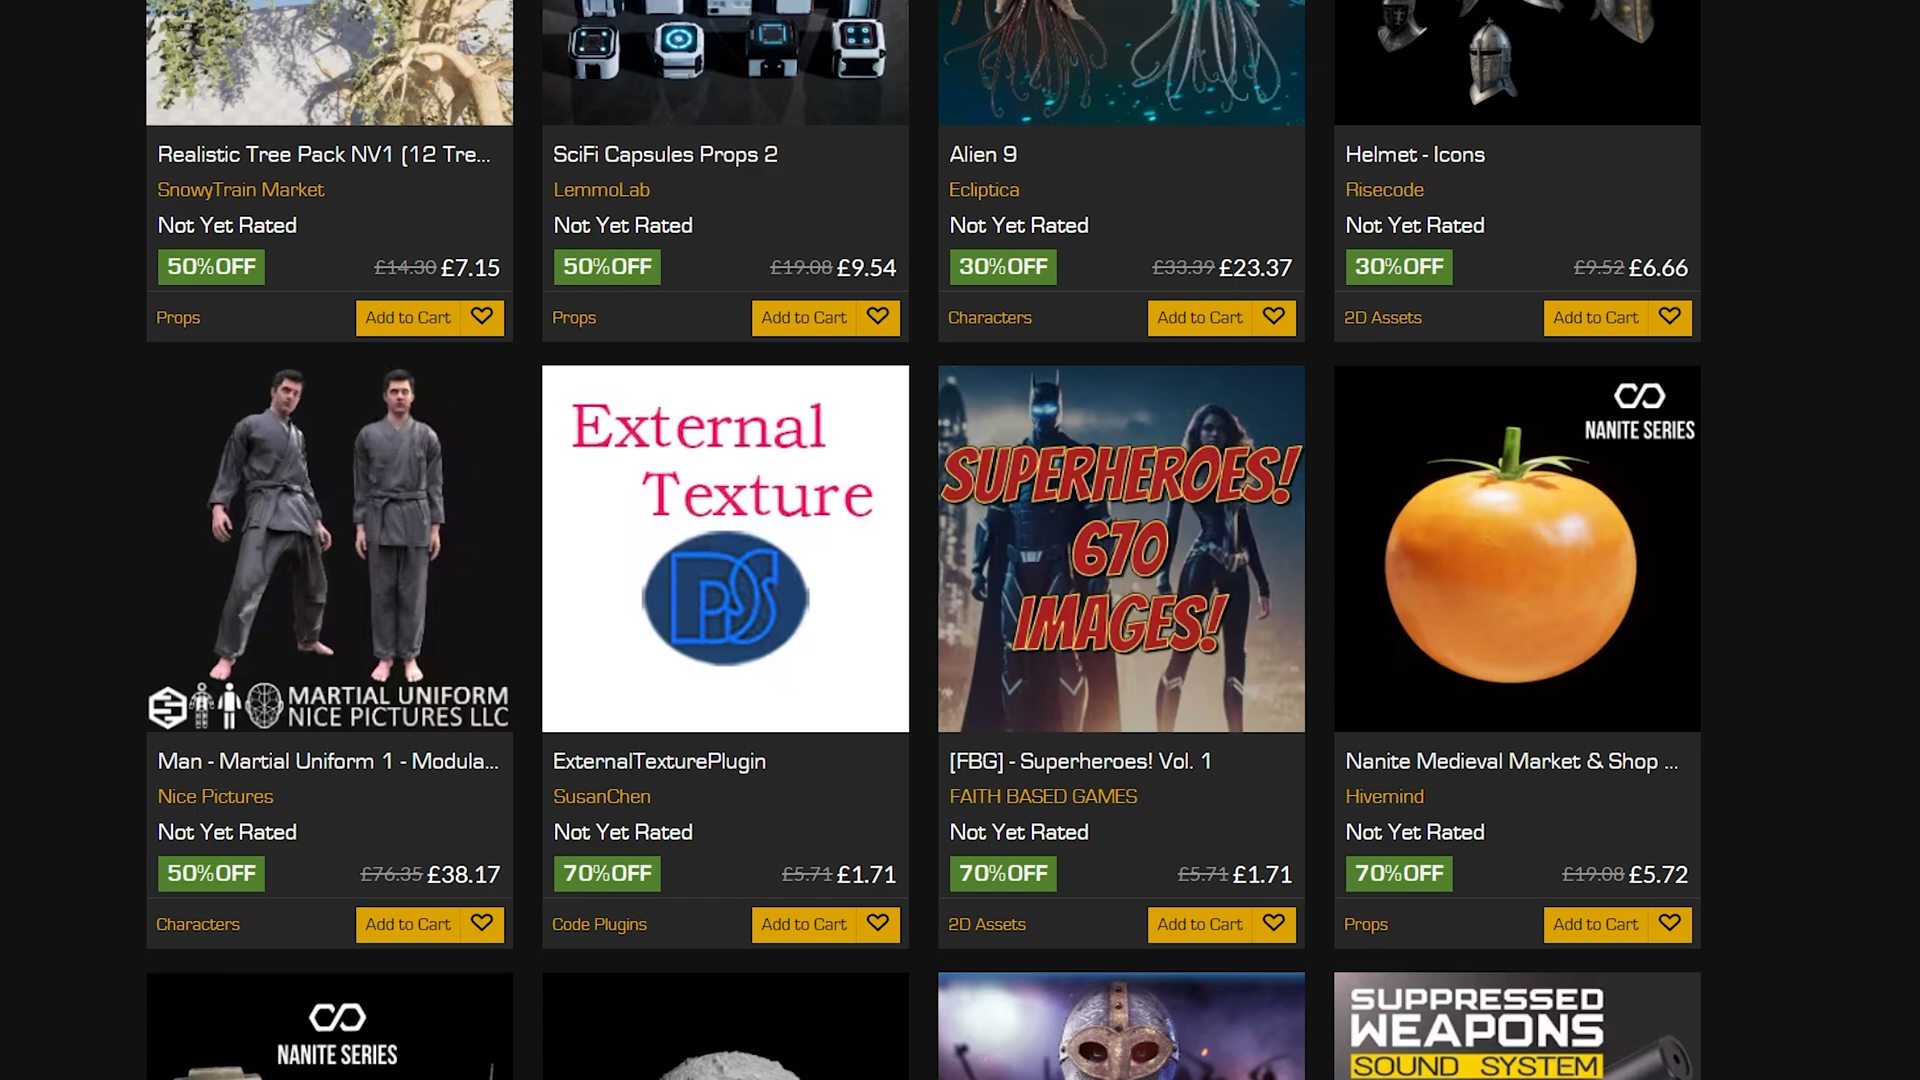 Realistic Tree Pack NV1 (12 Tre...
SnowyTrain Market
Not Yet Rated
50%OFF
£14.30 £7.15
Props
Add to Cart
SciFi Capsules Props 2
LemmoLab
Not Yet Rated
50%OFF
£19.08 £9.54
Props
Add to Cart
Alien 9
Ecliptica
Not Yet Rated
30%OFF
£33.39 £23.37
Characters
Add to Cart
Helmet - Icons
Risecode
Not Yet Rated
30%OFF
£9.52 £6.66
2D Assets
Add to Cart
MARTIAL UNIFORM
NICE PICTURES LLC
Man - Martial Uniform 1 - Modula...
Nice Pictures
Not Yet Rated
50%OFF
£76.35 £38.17
Characters
Add to Cart
External
Texture
DPS
ExternalTexturePlugin
SusanChen
Not Yet Rated
70%OFF
£5.71 £1.71
Code Plugins
Add to Cart
SUPERHEROES!
670
IMAGES!
[FBG] - Superheroes! Vol. 1
FAITH BASED GAMES
Not Yet Rated
70%OFF
£5.71 £1.71
2D Assets
Add to Cart
NANITE SERIES
Nanite Medieval Market & Shop ...
Hivemind
Not Yet Rated
70%OFF
£19.08 £5.72
Props
Add to Cart
NANITE SERIES
SUPPRESSED
WEAPONS
SOUND SYSTEM